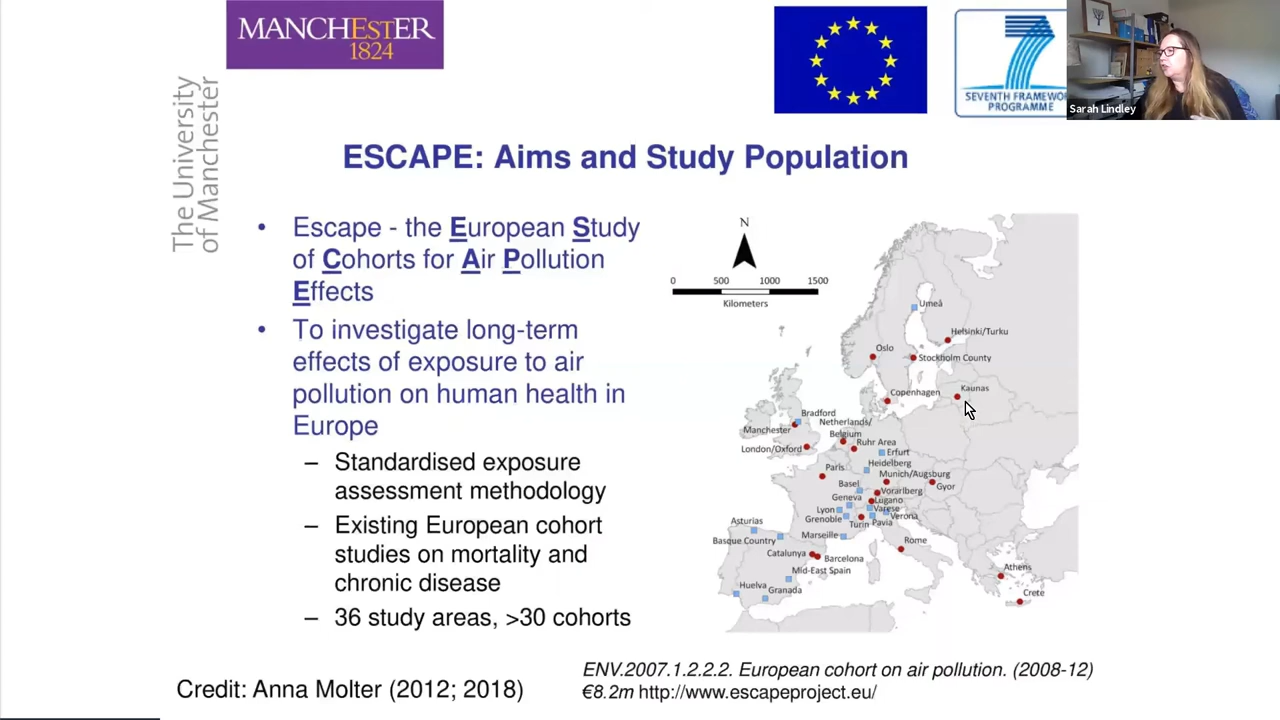 MANCHESTER
1824
The University
of Manchester
SEVENTH FRAMEWO
PROGRAMME
Sarah Lindley
ESCAPE: Aims and Study Population
• Escape - the European Study
of Cohorts for Air Pollution
Effects
• To investigate long-term
effects of exposure to air
pollution on human health in
Europe
– Standardised exposure
assessment methodology
– Existing European cohort
studies on mortality and
chronic disease
– 36 study areas, >30 cohorts
N
0 500 1000 1500
Kilometers
Umeå
Helsinki/Turku
Oslo
Stockholm County
Copenhagen
Kaunas
Bradford
Manchester
Netherlands/
Belgium
London/Oxford
Ruhr Area
Erfurt
Heidelberg
Paris
Munich/Augsburg
Basel
Vorarlberg
Gyor
Geneva
Lugano
Lyon
Varese
Grenoble
Verona
Turin
Pavia
Asturias
Marseille
Basque Country
Rome
Catalunya
Barcelona
Mid-East Spain
Athens
Huelva
Granada
Crete
ENV.2007.1.2.2.2. European cohort on air pollution. (2008-12)
€8.2m http://www.escapeproject.eu/
Credit: Anna Molter (2012; 2018)